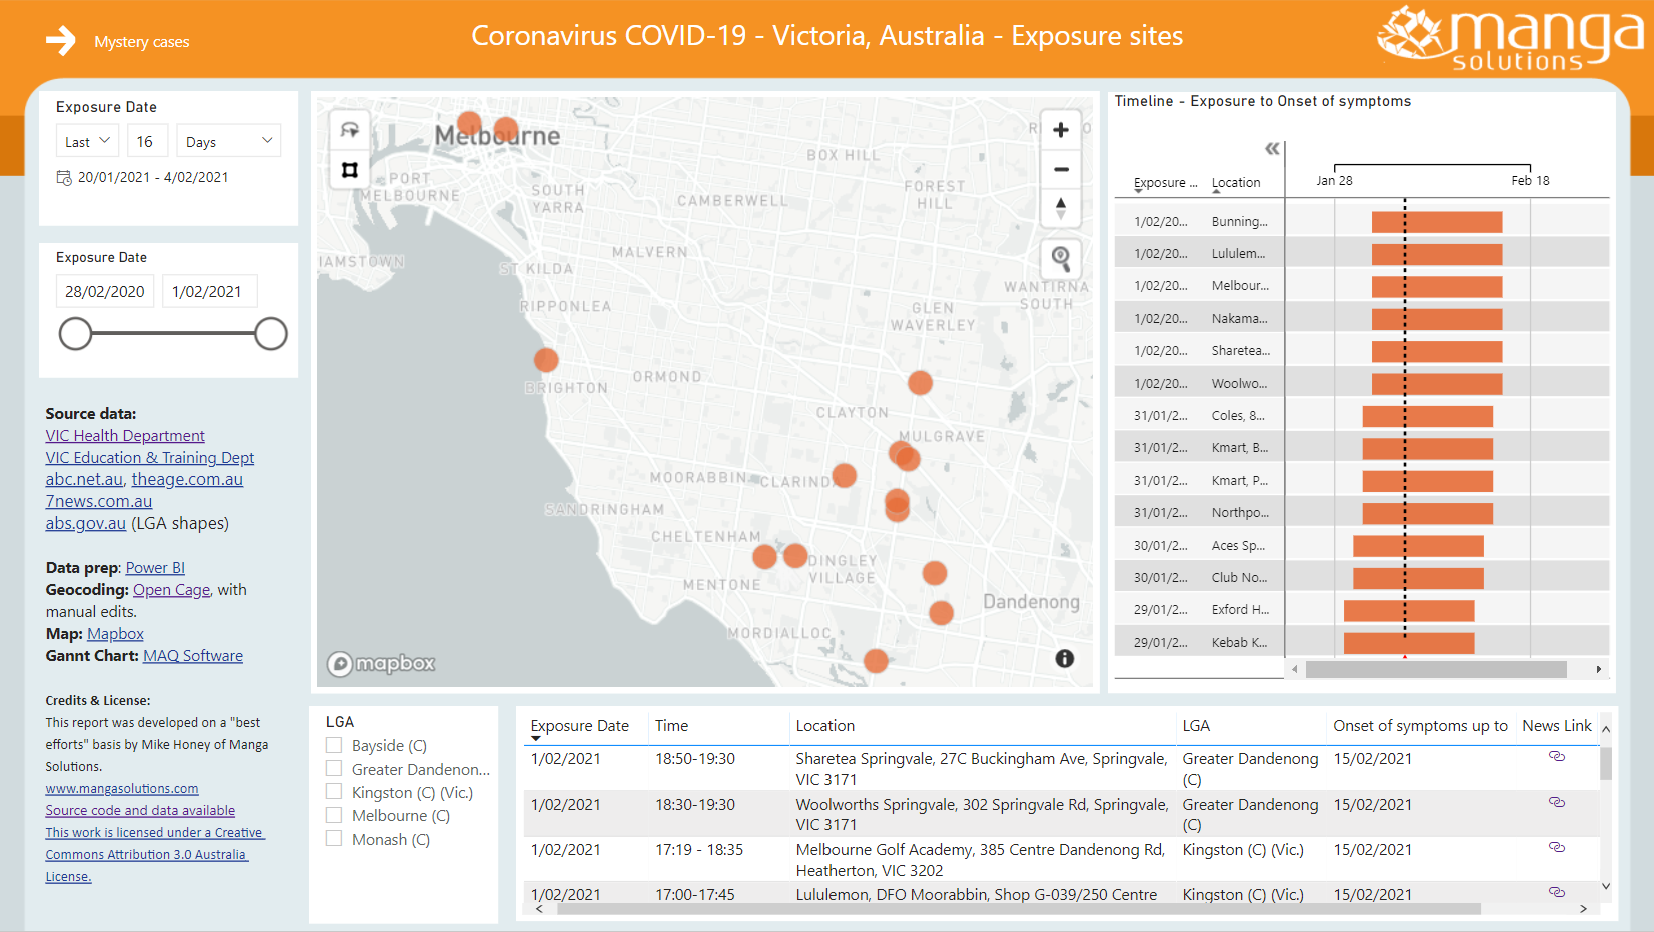 Mystery cases
Coronavirus COVID-19 - Victoria, Australia - Exposure sites
manga
solutions
Exposure Date
Last 16 Days
20/01/2021 - 4/02/2021
Exposure Date
28/02/2020 1/02/2021
Source data:
VIC Health Department
VIC Education & Training Dept
abc.net.au, theage.com.au
7news.com.au
abs.gov.au (LGA shapes)
Data prep: Power BI
Geocoding: Open Cage, with
manual edits.
Map: Mapbox
Gannt Chart: MAQ Software
Credits & License:
This report was developed on a "best
efforts" basis by Mike Honey of Manga
Solutions.
www.mangasolutions.com
Source code and data available
This work is licensed under a Creative
Commons Attribution 3.0 Australia
License.
Melbourne
BOX HILL
PORT
MELBOURNE
SOUTH
YARRA
CAMBERWELL
FOREST
HILL
MALVERN
IAMSTOWN
ST KILDA
WANTIRNA
SOUTH
RIPPONLEA
GLEN
WAVERLEY
BRIGHTON
ORMOND
CLAYTON
MULGRAVE
MOORABBIN
CLARIND
SANDRINGHAM
CHELTENHAM
DINGLEY
VILLAGE
MENTONE
Dandenong
MORDIALLOC
mapbox
Timeline - Exposure to Onset of symptoms
Exposure ... Location Jan 28 Feb 18
1/02/20... Bunning...
1/02/20... Lululem...
1/02/20... Melbour...
1/02/20... Nakama...
1/02/20... Sharetea...
1/02/20... Woolwo...
31/01/2... Coles, 8...
31/01/2... Kmart, B...
31/01/2... Kmart, P...
31/01/2... Northpo...
30/01/2... Aces Sp...
30/01/2... Club No...
29/01/2... Exford H...
29/01/2... Kebab K...
LGA
Bayside (C)
Greater Dandenon...
Kingston (C) (Vic.)
Melbourne (C)
Monash (C)
Exposure Date Time Location LGA Onset of symptoms up to News Link
1/02/2021 18:50-19:30 Sharetea Springvale, 27C Buckingham Ave, Springvale, Greater Dandenong 15/02/2021
VIC 3171 (C)
1/02/2021 18:30-19:30 Woolworths Springvale, 302 Springvale Rd, Springvale, Greater Dandenong 15/02/2021
VIC 3171 (C)
1/02/2021 17:19 - 18:35 Melbourne Golf Academy, 385 Centre Dandenong Rd, Kingston (C) (Vic.) 15/02/2021
Heatherton, VIC 3202
1/02/2021 17:00-17:45 Lululemon, DFO Moorabbin, Shop G-039/250 Centre Kingston (C) (Vic.) 15/02/2021